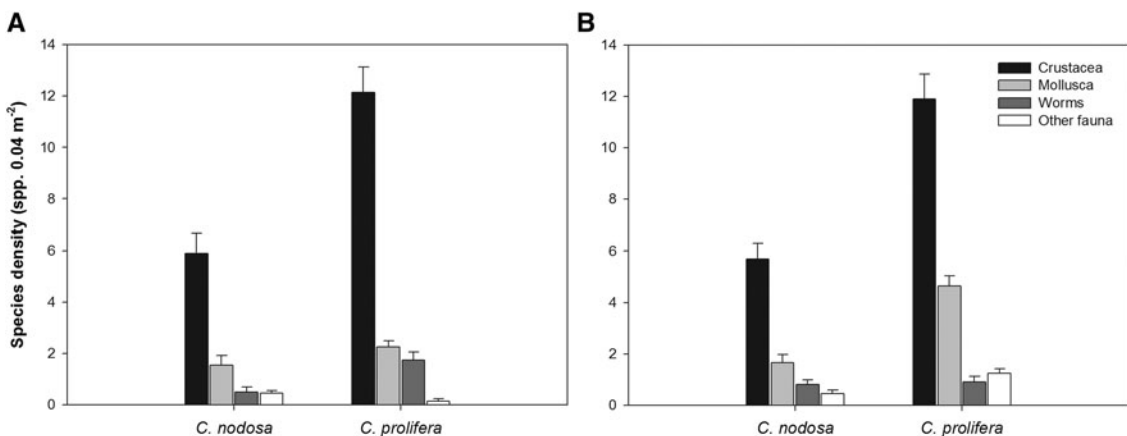 A
B
Species density (spp. 0.04 m⁻²)
14
12
10
8
6
4
2
0
C. nodosa
C. prolifera
14
12
10
8
6
4
2
0
C. nodosa
C. prolifera
Crustacea
Mollusca
Worms
Other fauna